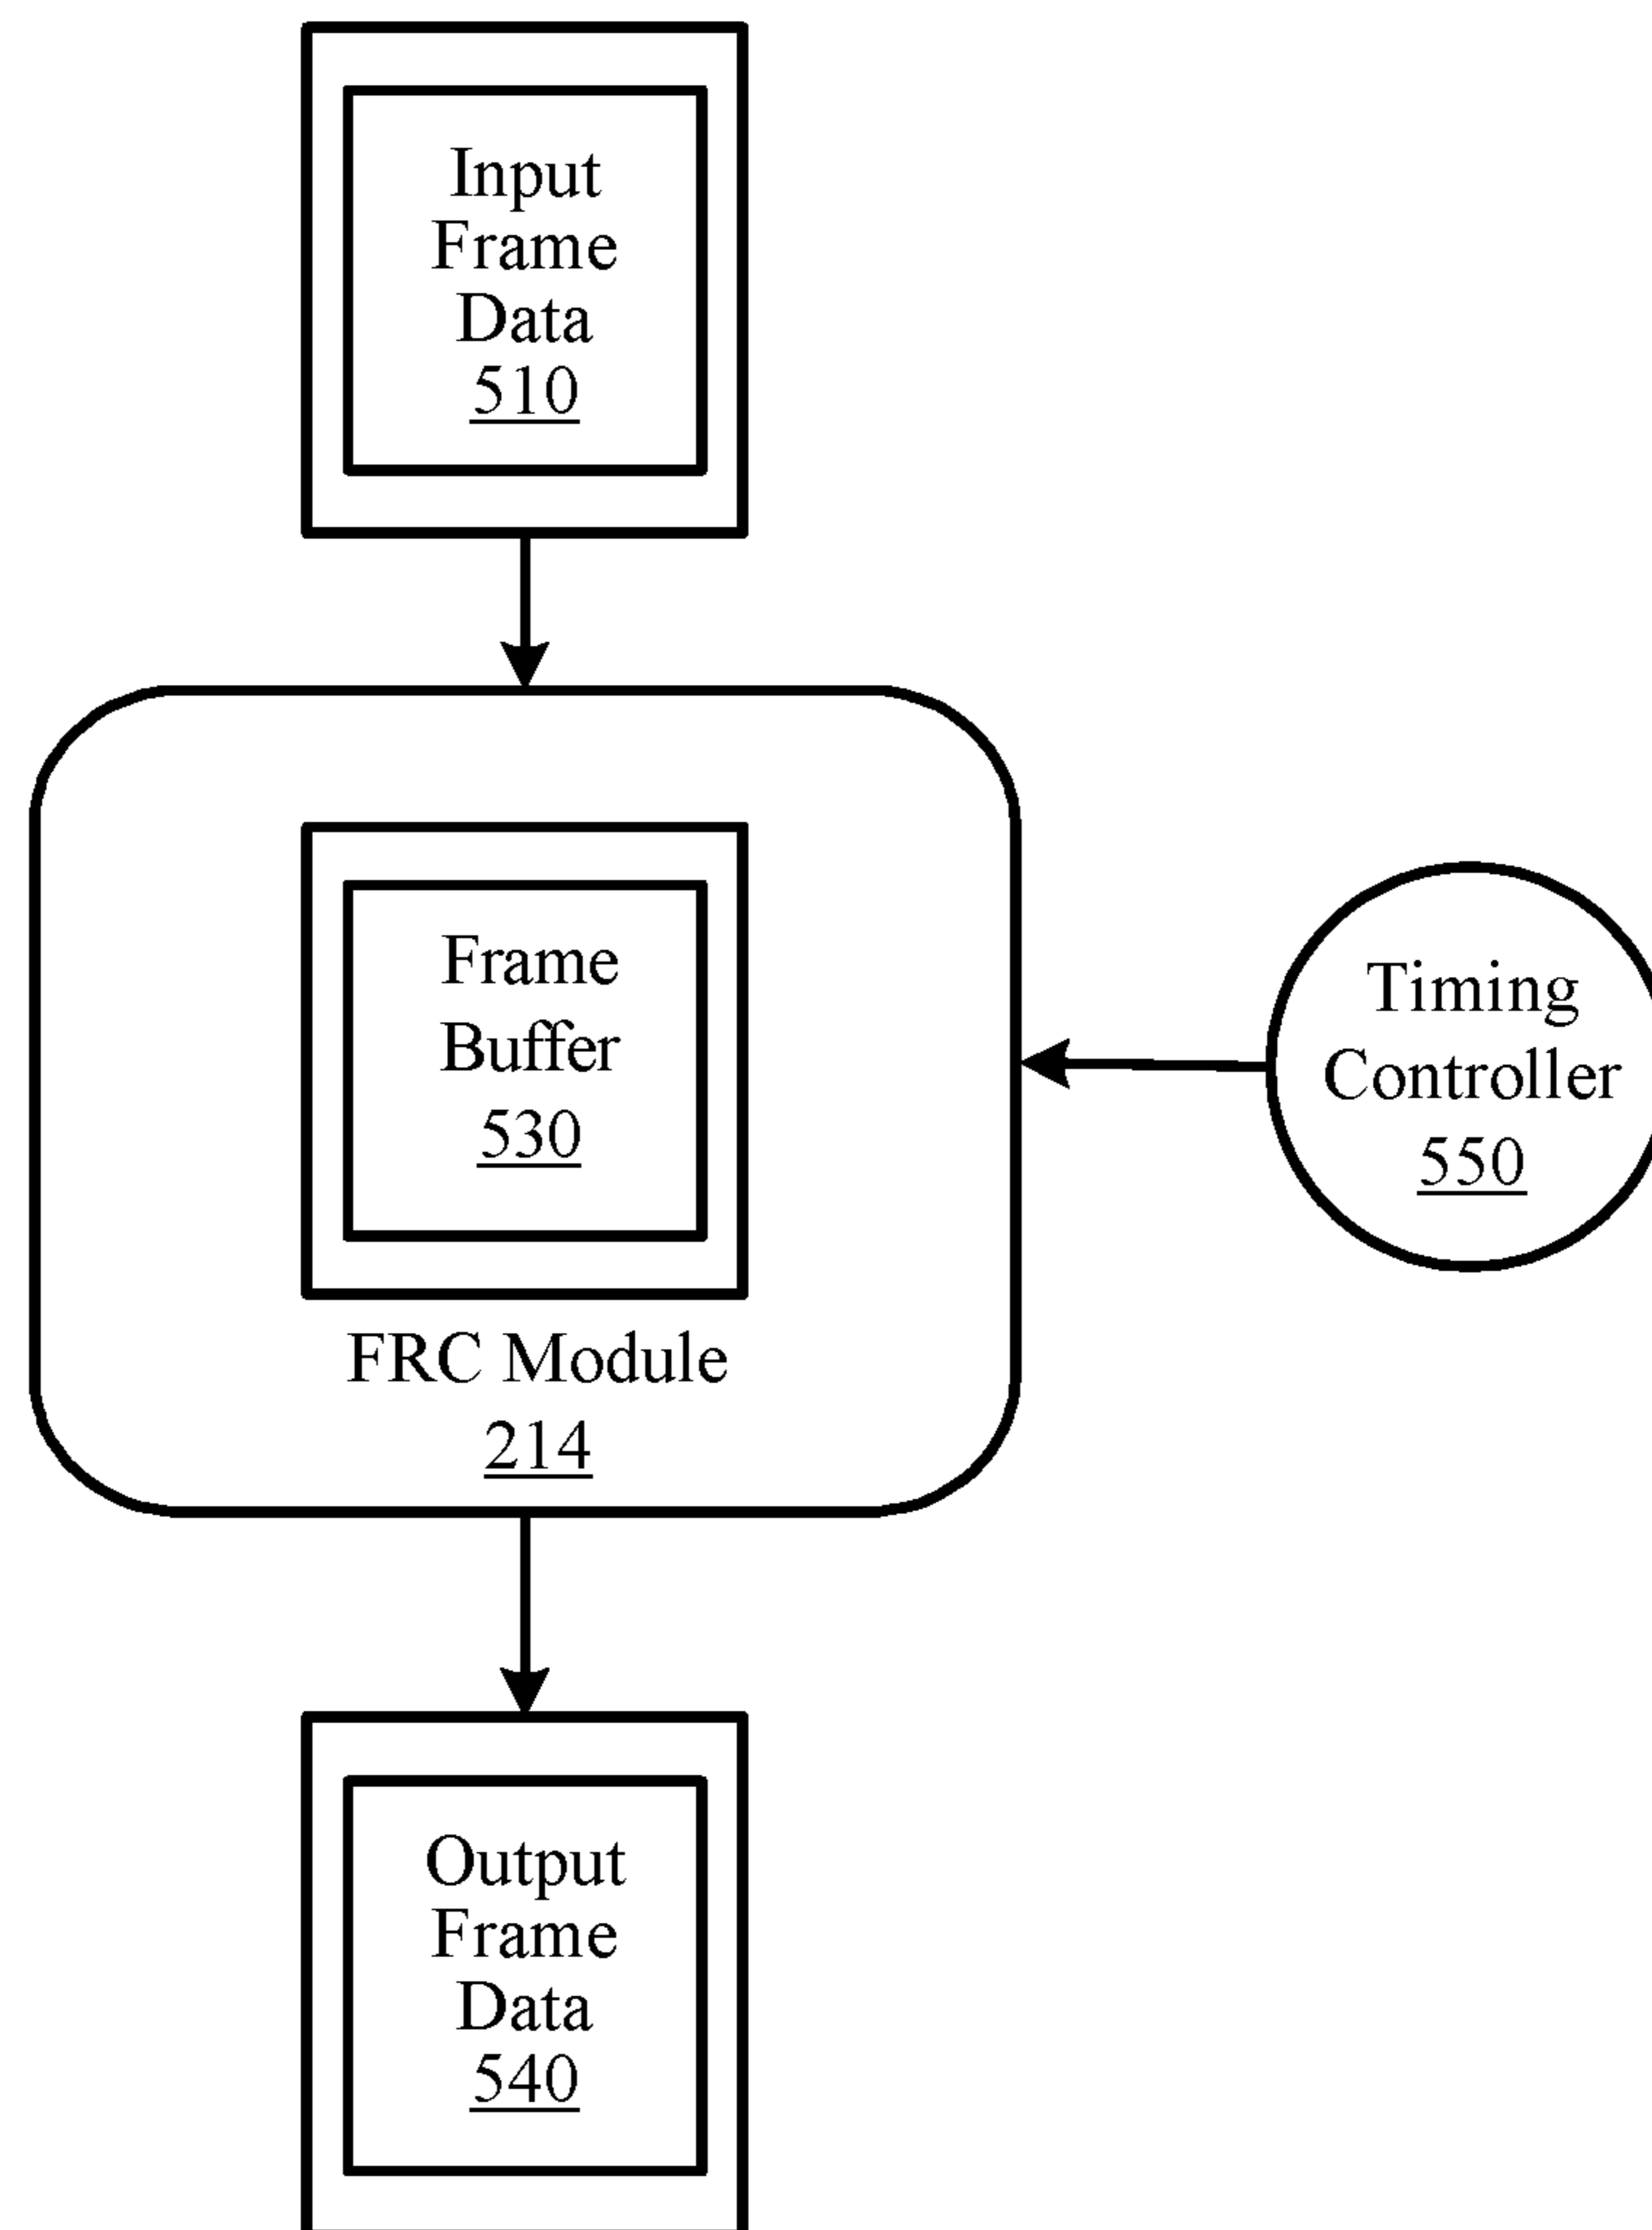 Input
Frame
Data
510
Frame
Buffer
530
FRC Module
214
Timing
Controller
550
Output
Frame
Data
540